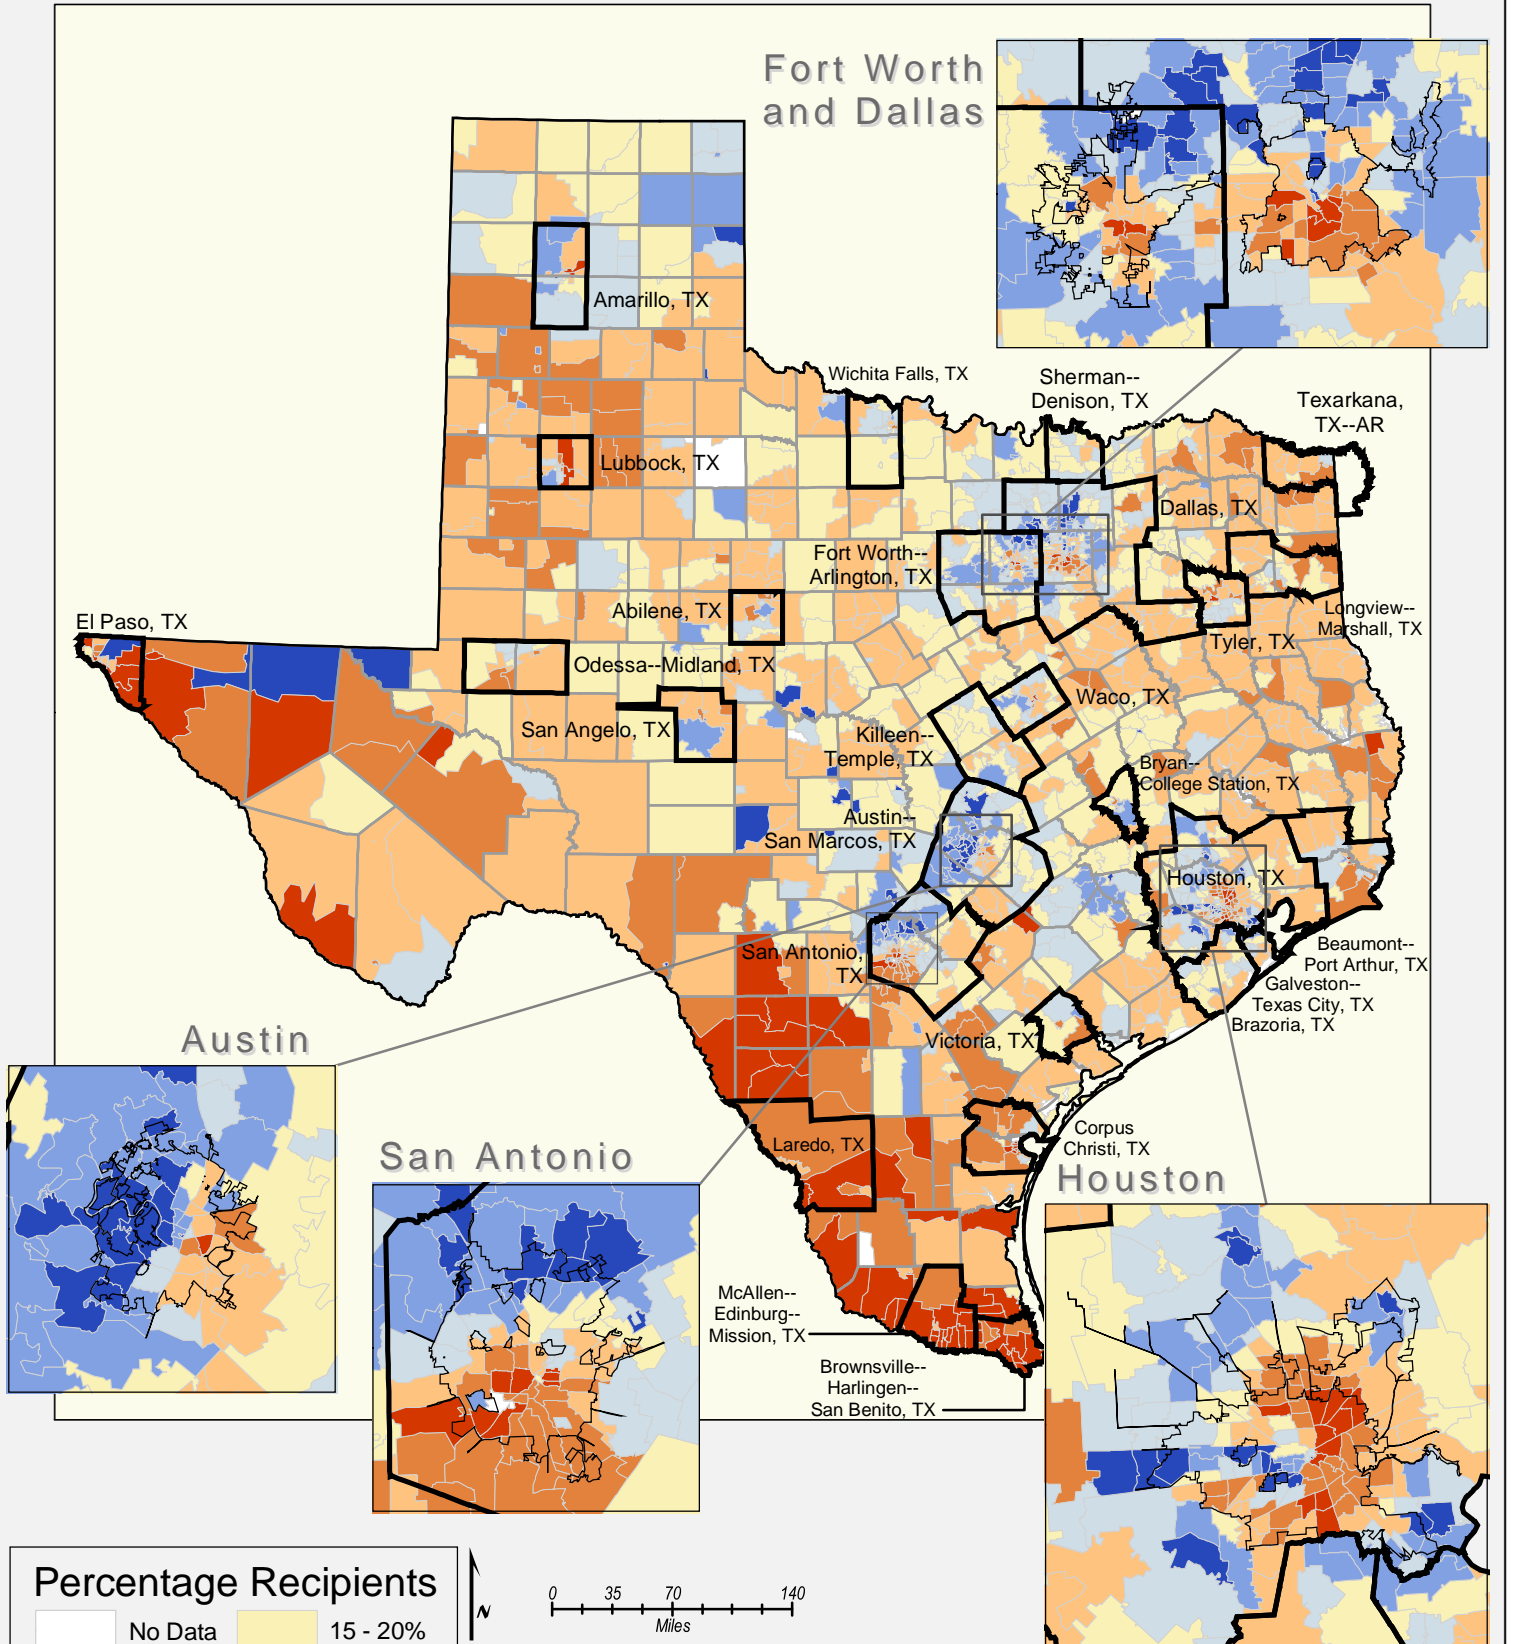 Fort Worth
and Dallas
Amarillo, TX
Wichita Falls, TX
Sherman--
Denison, TX
Texarkana,
TX--AR
Lubbock, TX
Dallas, TX
Fort Worth--
Arlington, TX
Abilene, TX
El Paso, TX
Longview--
Marshall, TX
Tyler, TX
Odessa--Midland, TX
Waco, TX
San Angelo, TX
Killeen--
Temple, TX
Bryan--
College Station, TX
Austin--
San Marcos, TX
Houston, TX
San Antonio,
TX
Beaumont--
Port Arthur, TX
Galveston--
Texas City, TX
Brazoria, TX
Victoria, TX
Austin
Corpus
Christi, TX
Laredo, TX
San Antonio
Houston
McAllen--
Edinburg--
Mission, TX
Brownsville--
Harlingen--
San Benito, TX
Percentage Recipients
No Data
15 - 20%
N
0 35 70 140
Miles